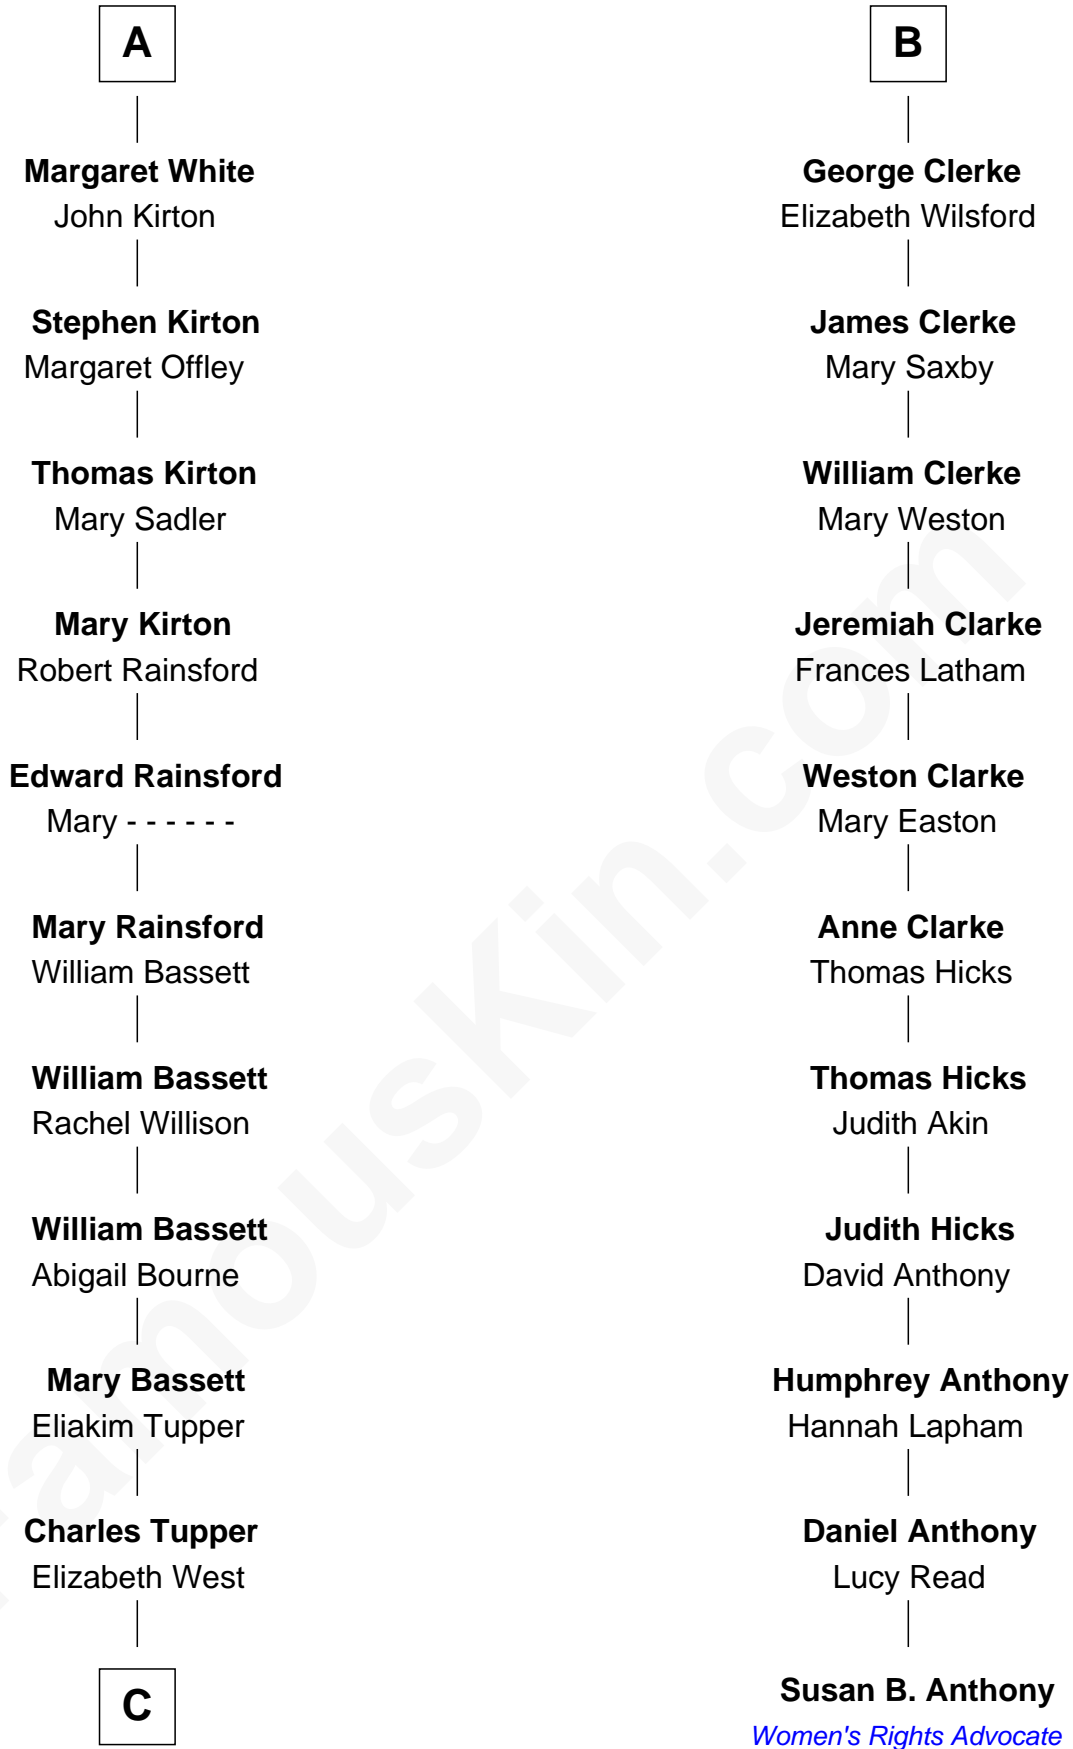 A
Margaret White
John Kirton
Stephen Kirton
Margaret Offley
Thomas Kirton
Mary Sadler
Mary Kirton
Robert Rainsford
Edward Rainsford
Mary - - - - - -
Mary Rainsford
William Bassett
William Bassett
Rachel Willison
William Bassett
Abigail Bourne
Mary Bassett
Eliakim Tupper
Charles Tupper
Elizabeth West
C
B
George Clerke
Elizabeth Wilsford
James Clerke
Mary Saxby
William Clerke
Mary Weston
Jeremiah Clarke
Frances Latham
Weston Clarke
Mary Easton
Anne Clarke
Thomas Hicks
Thomas Hicks
Judith Akin
Judith Hicks
David Anthony
Humphrey Anthony
Hannah Lapham
Daniel Anthony
Lucy Read
Susan B. Anthony
Women's Rights Advocate
FamousKin.com